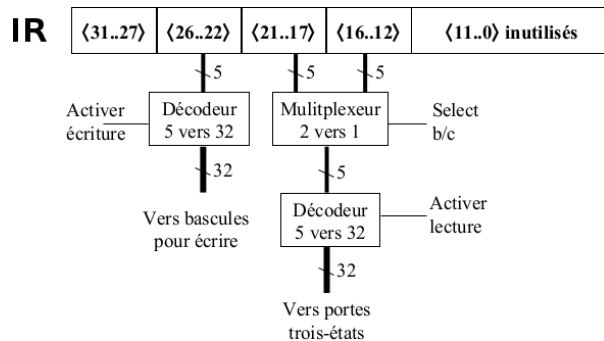 IR ⟨31..27⟩ ⟨26..22⟩ ⟨21..17⟩ ⟨16..12⟩ ⟨11..0⟩ inutilisés
5 5 5
Activer écriture
Décodeur
5 vers 32
Mulitplexeur
2 vers 1
Select
b/c
32
5
Vers bascules
pour écrire
Décodeur
5 vers 32
Activer
lecture
32
Vers portes
trois-états